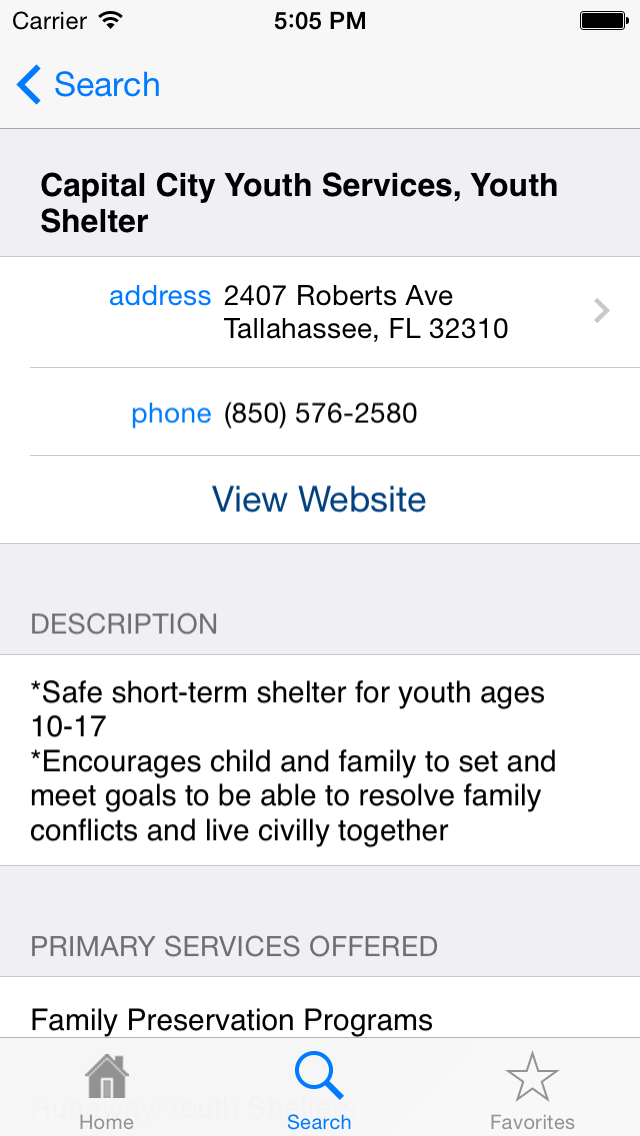 Carrier 5:05 PM
Search
Capital City Youth Services, Youth
Shelter
address 2407 Roberts Ave
Tallahassee, FL 32310
phone (850) 576-2580
View Website
DESCRIPTION
*Safe short-term shelter for youth ages
10-17
*Encourages child and family to set and
meet goals to be able to resolve family
conflicts and live civilly together
PRIMARY SERVICES OFFERED
Family Preservation Programs
Runaway/Youth Shelters
Home Search Favorites